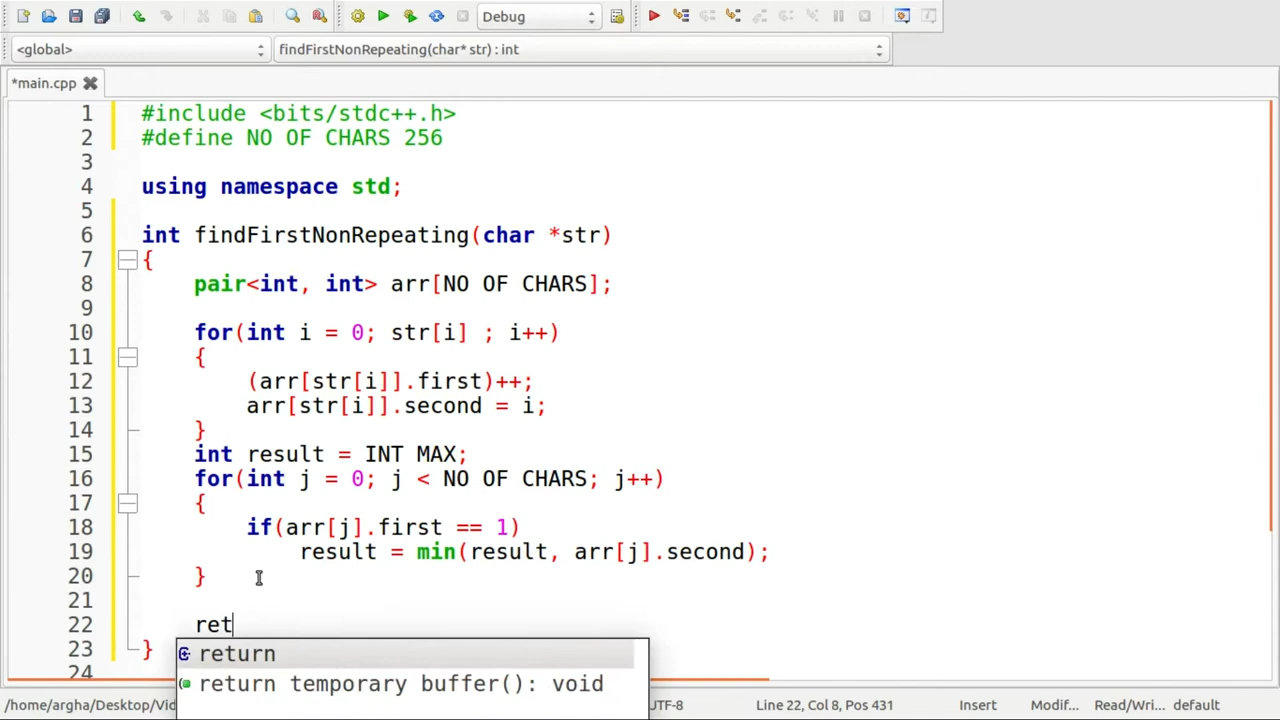 Debug
<global> findFirstNonRepeating(char* str) : int
*main.cpp
1 #include <bits/stdc++.h>
2 #define NO OF CHARS 256
3
4 using namespace std;
5
6 int findFirstNonRepeating(char *str)
7 {
8 pair<int, int> arr[NO OF CHARS];
9
10 for(int i = 0; str[i] ; i++)
11 {
12 (arr[str[i]].first)++;
13 arr[str[i]].second = i;
14 }
15 int result = INT MAX;
16 for(int j = 0; j < NO OF CHARS; j++)
17 {
18 if(arr[j].first == 1)
19 result = min(result, arr[j].second);
20 }
21
22 ret
23 }
return
24
return temporary buffer(): void
/home/argha/Desktop/Vid UTF-8 Line 22, Col 8, Pos 431 Insert Modif... Read/Wri... default